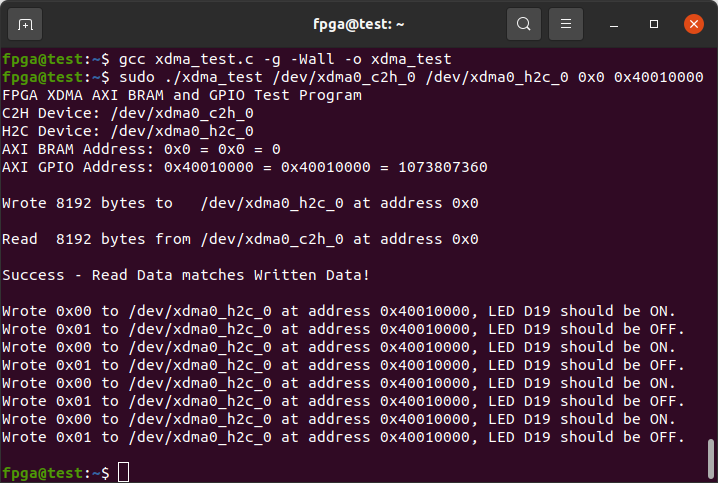 fpga@test: ~
fpga@test:~$ gcc xdma_test.c -g -Wall -o xdma_test
fpga@test:~$ sudo ./xdma_test /dev/xdma0_c2h_0 /dev/xdma0_h2c_0 0x0 0x40010000
FPGA XDMA AXI BRAM and GPIO Test Program
C2H Device: /dev/xdma0_c2h_0
H2C Device: /dev/xdma0_h2c_0
AXI BRAM Address: 0x0 = 0x0 = 0
AXI GPIO Address: 0x40010000 = 0x40010000 = 1073807360
Wrote 8192 bytes to   /dev/xdma0_h2c_0 at address 0x0
Read  8192 bytes from /dev/xdma0_c2h_0 at address 0x0
Success - Read Data matches Written Data!
Wrote 0x00 to /dev/xdma0_h2c_0 at address 0x40010000, LED D19 should be ON.
Wrote 0x01 to /dev/xdma0_h2c_0 at address 0x40010000, LED D19 should be OFF.
Wrote 0x00 to /dev/xdma0_h2c_0 at address 0x40010000, LED D19 should be ON.
Wrote 0x01 to /dev/xdma0_h2c_0 at address 0x40010000, LED D19 should be OFF.
Wrote 0x00 to /dev/xdma0_h2c_0 at address 0x40010000, LED D19 should be ON.
Wrote 0x01 to /dev/xdma0_h2c_0 at address 0x40010000, LED D19 should be OFF.
Wrote 0x00 to /dev/xdma0_h2c_0 at address 0x40010000, LED D19 should be ON.
Wrote 0x01 to /dev/xdma0_h2c_0 at address 0x40010000, LED D19 should be OFF.
fpga@test:~$